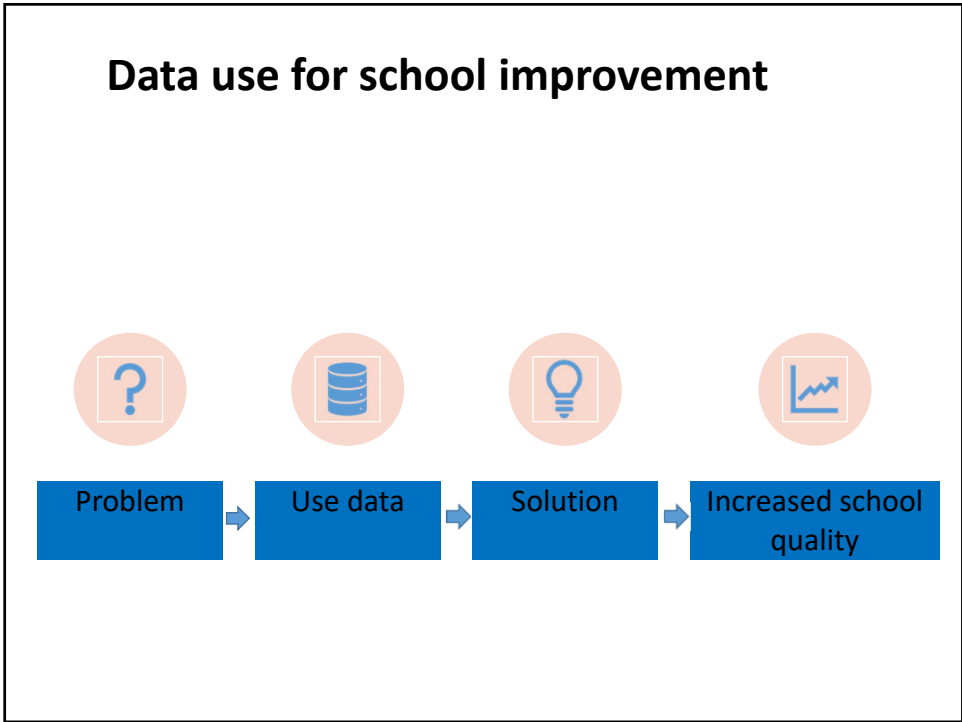 Data use for school improvement
Problem
Use data
Solution
Increased school
quality